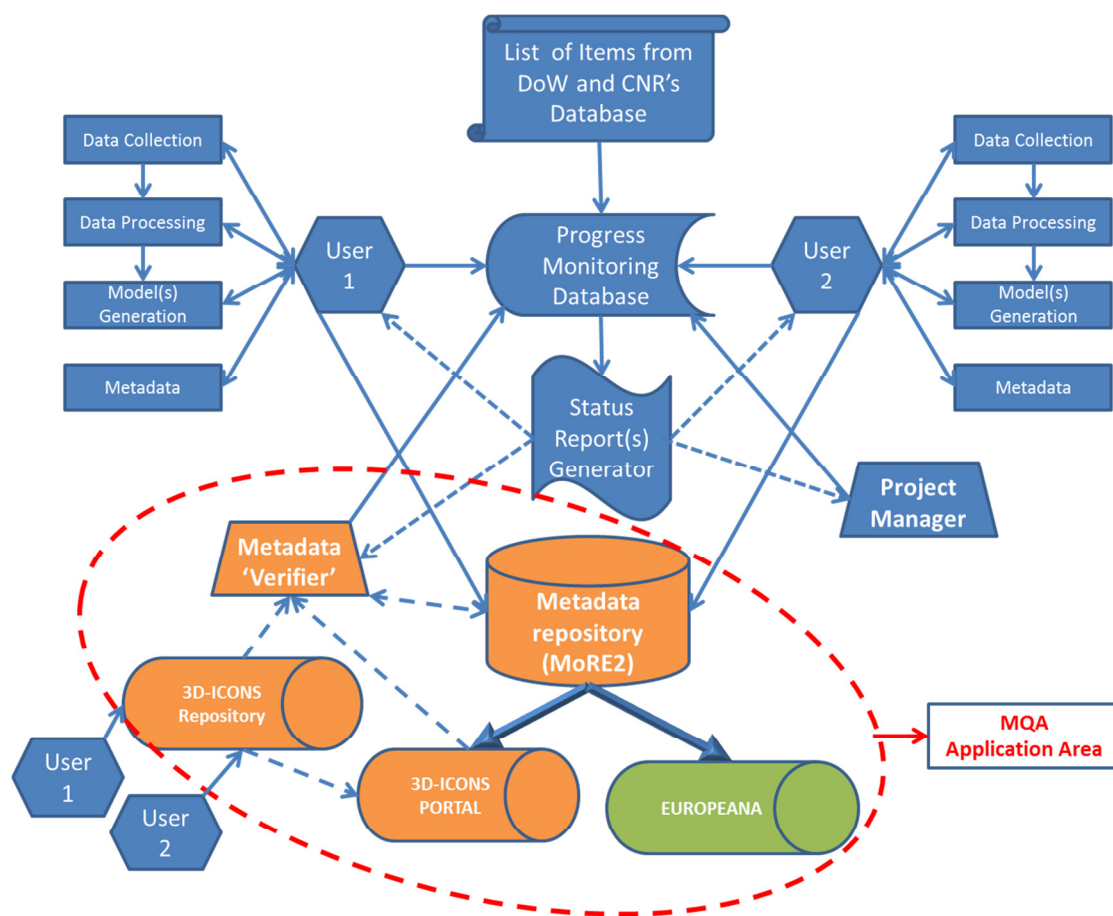 List of Items from
DoW and CNR's
Database
Data Collection
Data Processing
Model(s)
Generation
Metadata
User
1
Progress
Monitoring
Database
User
2
Data Collection
Data Processing
Model(s)
Generation
Metadata
Status
Report(s)
Generator
Project
Manager
Metadata
‘Verifier’
Metadata
repository
(MoRE2)
3D-ICONS
Repository
User
1
User
2
3D-ICONS
PORTAL
EUROPEANA
MQA
Application Area